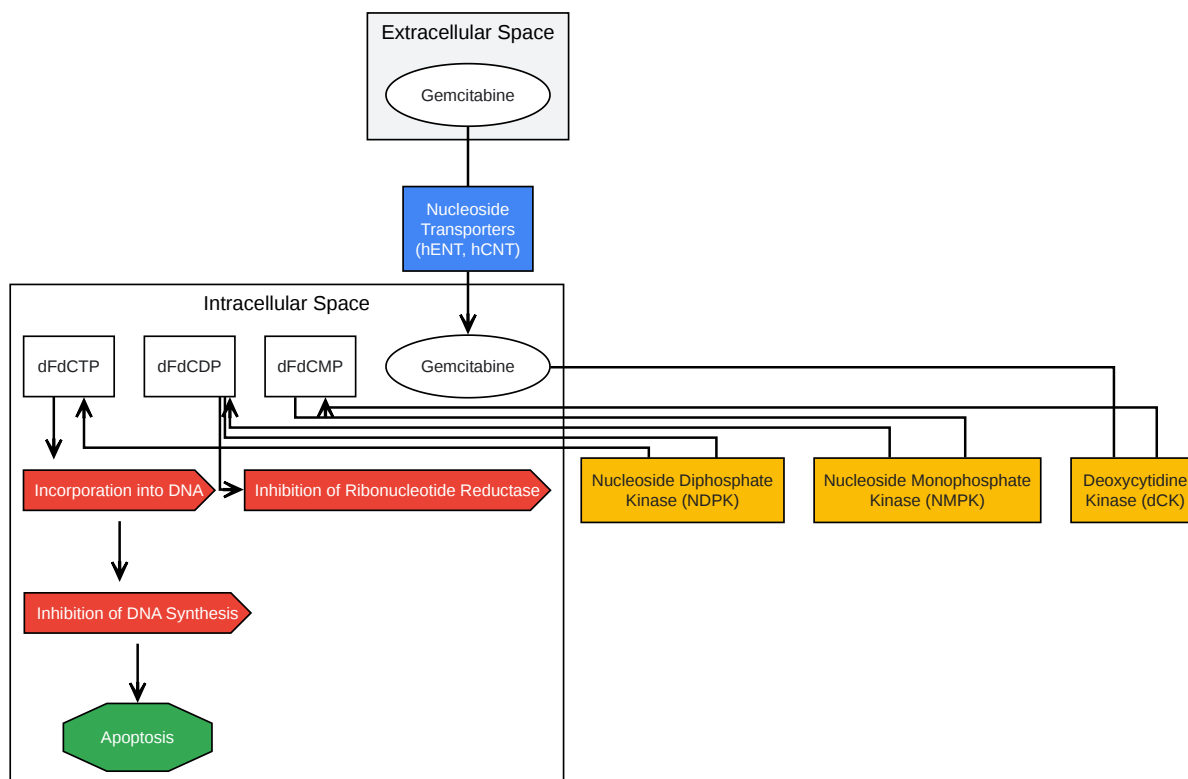 Extracellular Space
Gemcitabine
Nucleoside
Transporters
(hENT, hCNT)
Intracellular Space
dFdCTP
dFdCDP
dFdCMP
Gemcitabine
Incorporation into DNA
Inhibition of Ribonucleotide Reductase
Nucleoside Diphosphate
Kinase (NDPK)
Nucleoside Monophosphate
Kinase (NMPK)
Deoxycytidine
Kinase (dCK)
Inhibition of DNA Synthesis
Apoptosis